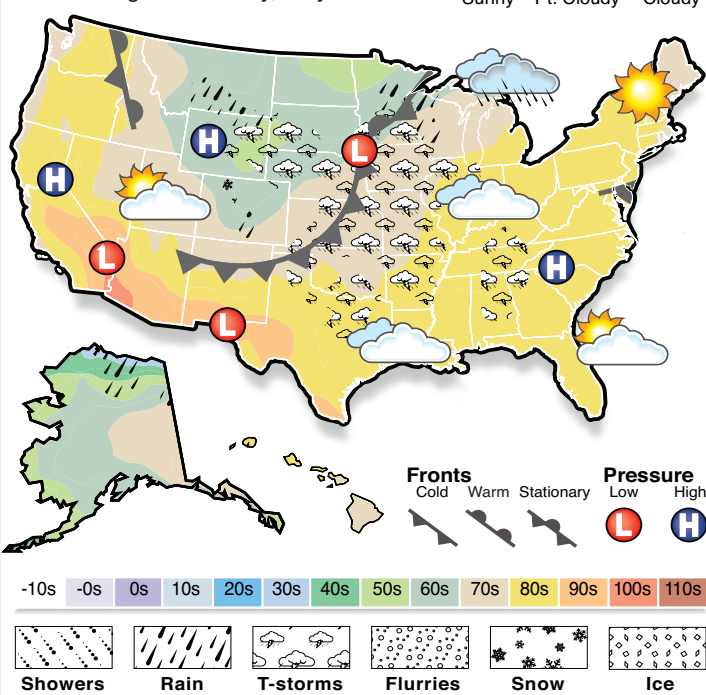 Sunny Pt. Cloudy Cloudy
H
L
H
L
H
L
Fronts
Cold Warm Stationary
Pressure
Low High
L H
-10s -0s 0s 10s 20s 30s 40s 50s 60s 70s 80s 90s 100s 110s
Showers Rain T-storms Flurries Snow Ice